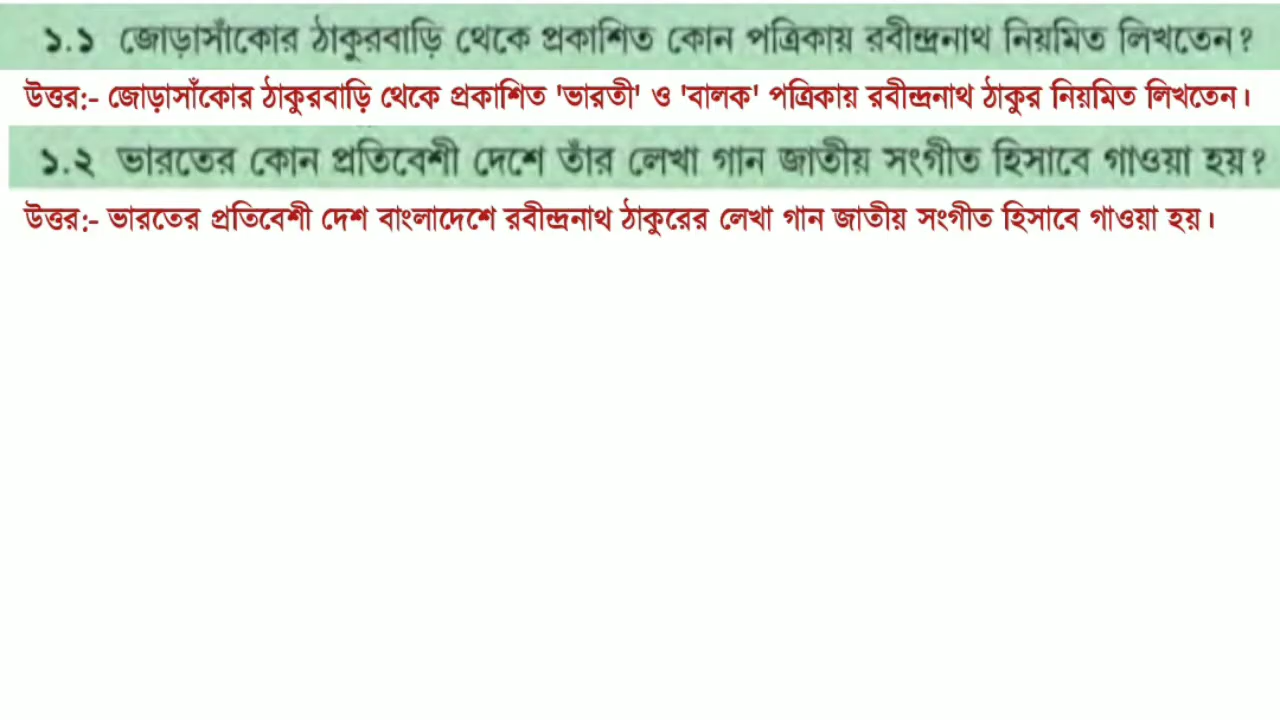 ১.১ জোড়াসাঁকোর ঠাকুরবাড়ি থেকে প্রকাশিত কোন পত্রিকায় রবীন্দ্রনাথ নিয়মিত লিখতেন?
উত্তর:- জোড়াসাঁকোর ঠাকুরবাড়ি থেকে প্রকাশিত 'ভারতী' ও 'বালক' পত্রিকায় রবীন্দ্রনাথ ঠাকুর নিয়মিত লিখতেন।
১.২ ভারতের কোন প্রতিবেশী দেশে তাঁর লেখা গান জাতীয় সংগীত হিসাবে গাওয়া হয়?
উত্তর:- ভারতের প্রতিবেশী দেশ বাংলাদেশে রবীন্দ্রনাথ ঠাকুরের লেখা গান জাতীয় সংগীত হিসাবে গাওয়া হয়।